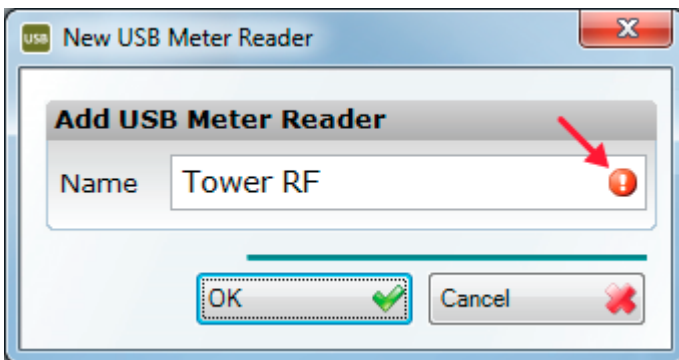 USB New USB Meter Reader
Add USB Meter Reader
Name Tower RF
OK Cancel